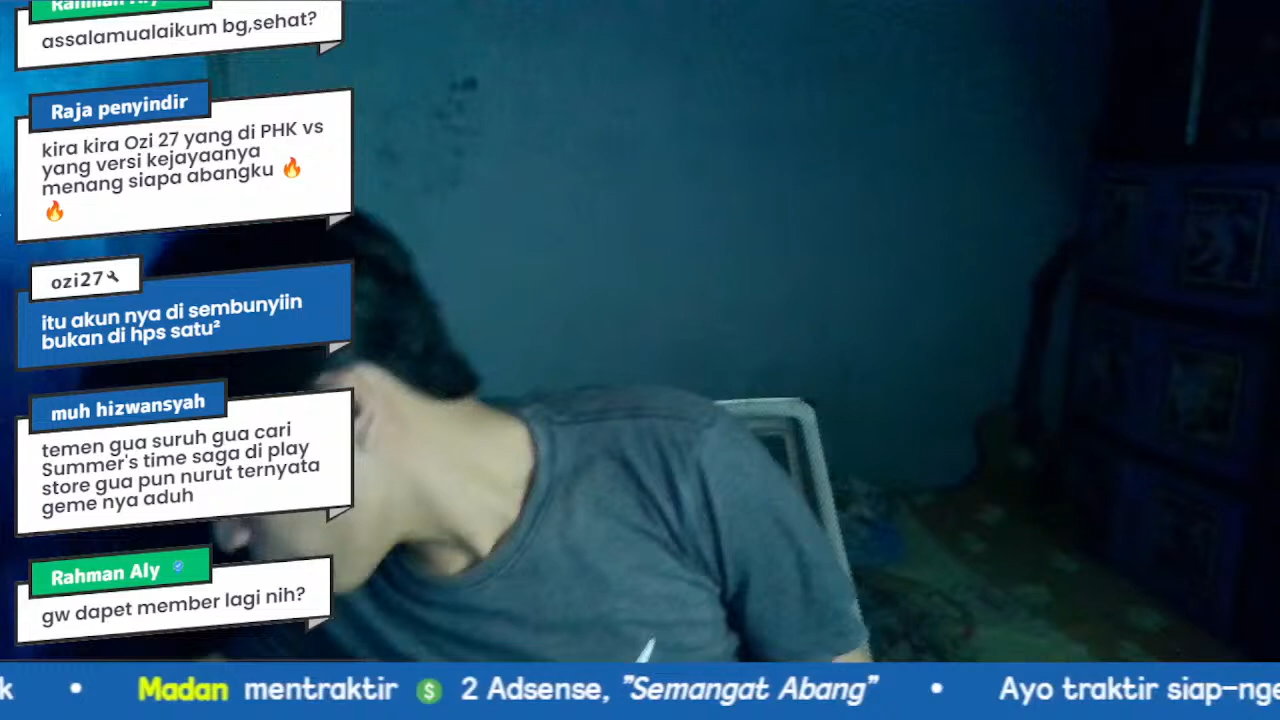 Rahman Aly
assalamualaikum bg,sehat?
Raja penyindir
kira kira Ozi 27 yang di PHK vs
yang versi kejayaanya
menang siapa abangku 🔥
🔥
ozi27
itu akun nya di sembunyiin
bukan di hps satu²
muh hizwansyah
temen gua suruh gua cari
Summer's time saga di play
store gua pun nurut ternyata
geme nya aduh
Rahman Aly
gw dapet member lagi nih?
k • Madan mentraktir $ 2 Adsense, "Semangat Abang" • Ayo traktir siap-nge